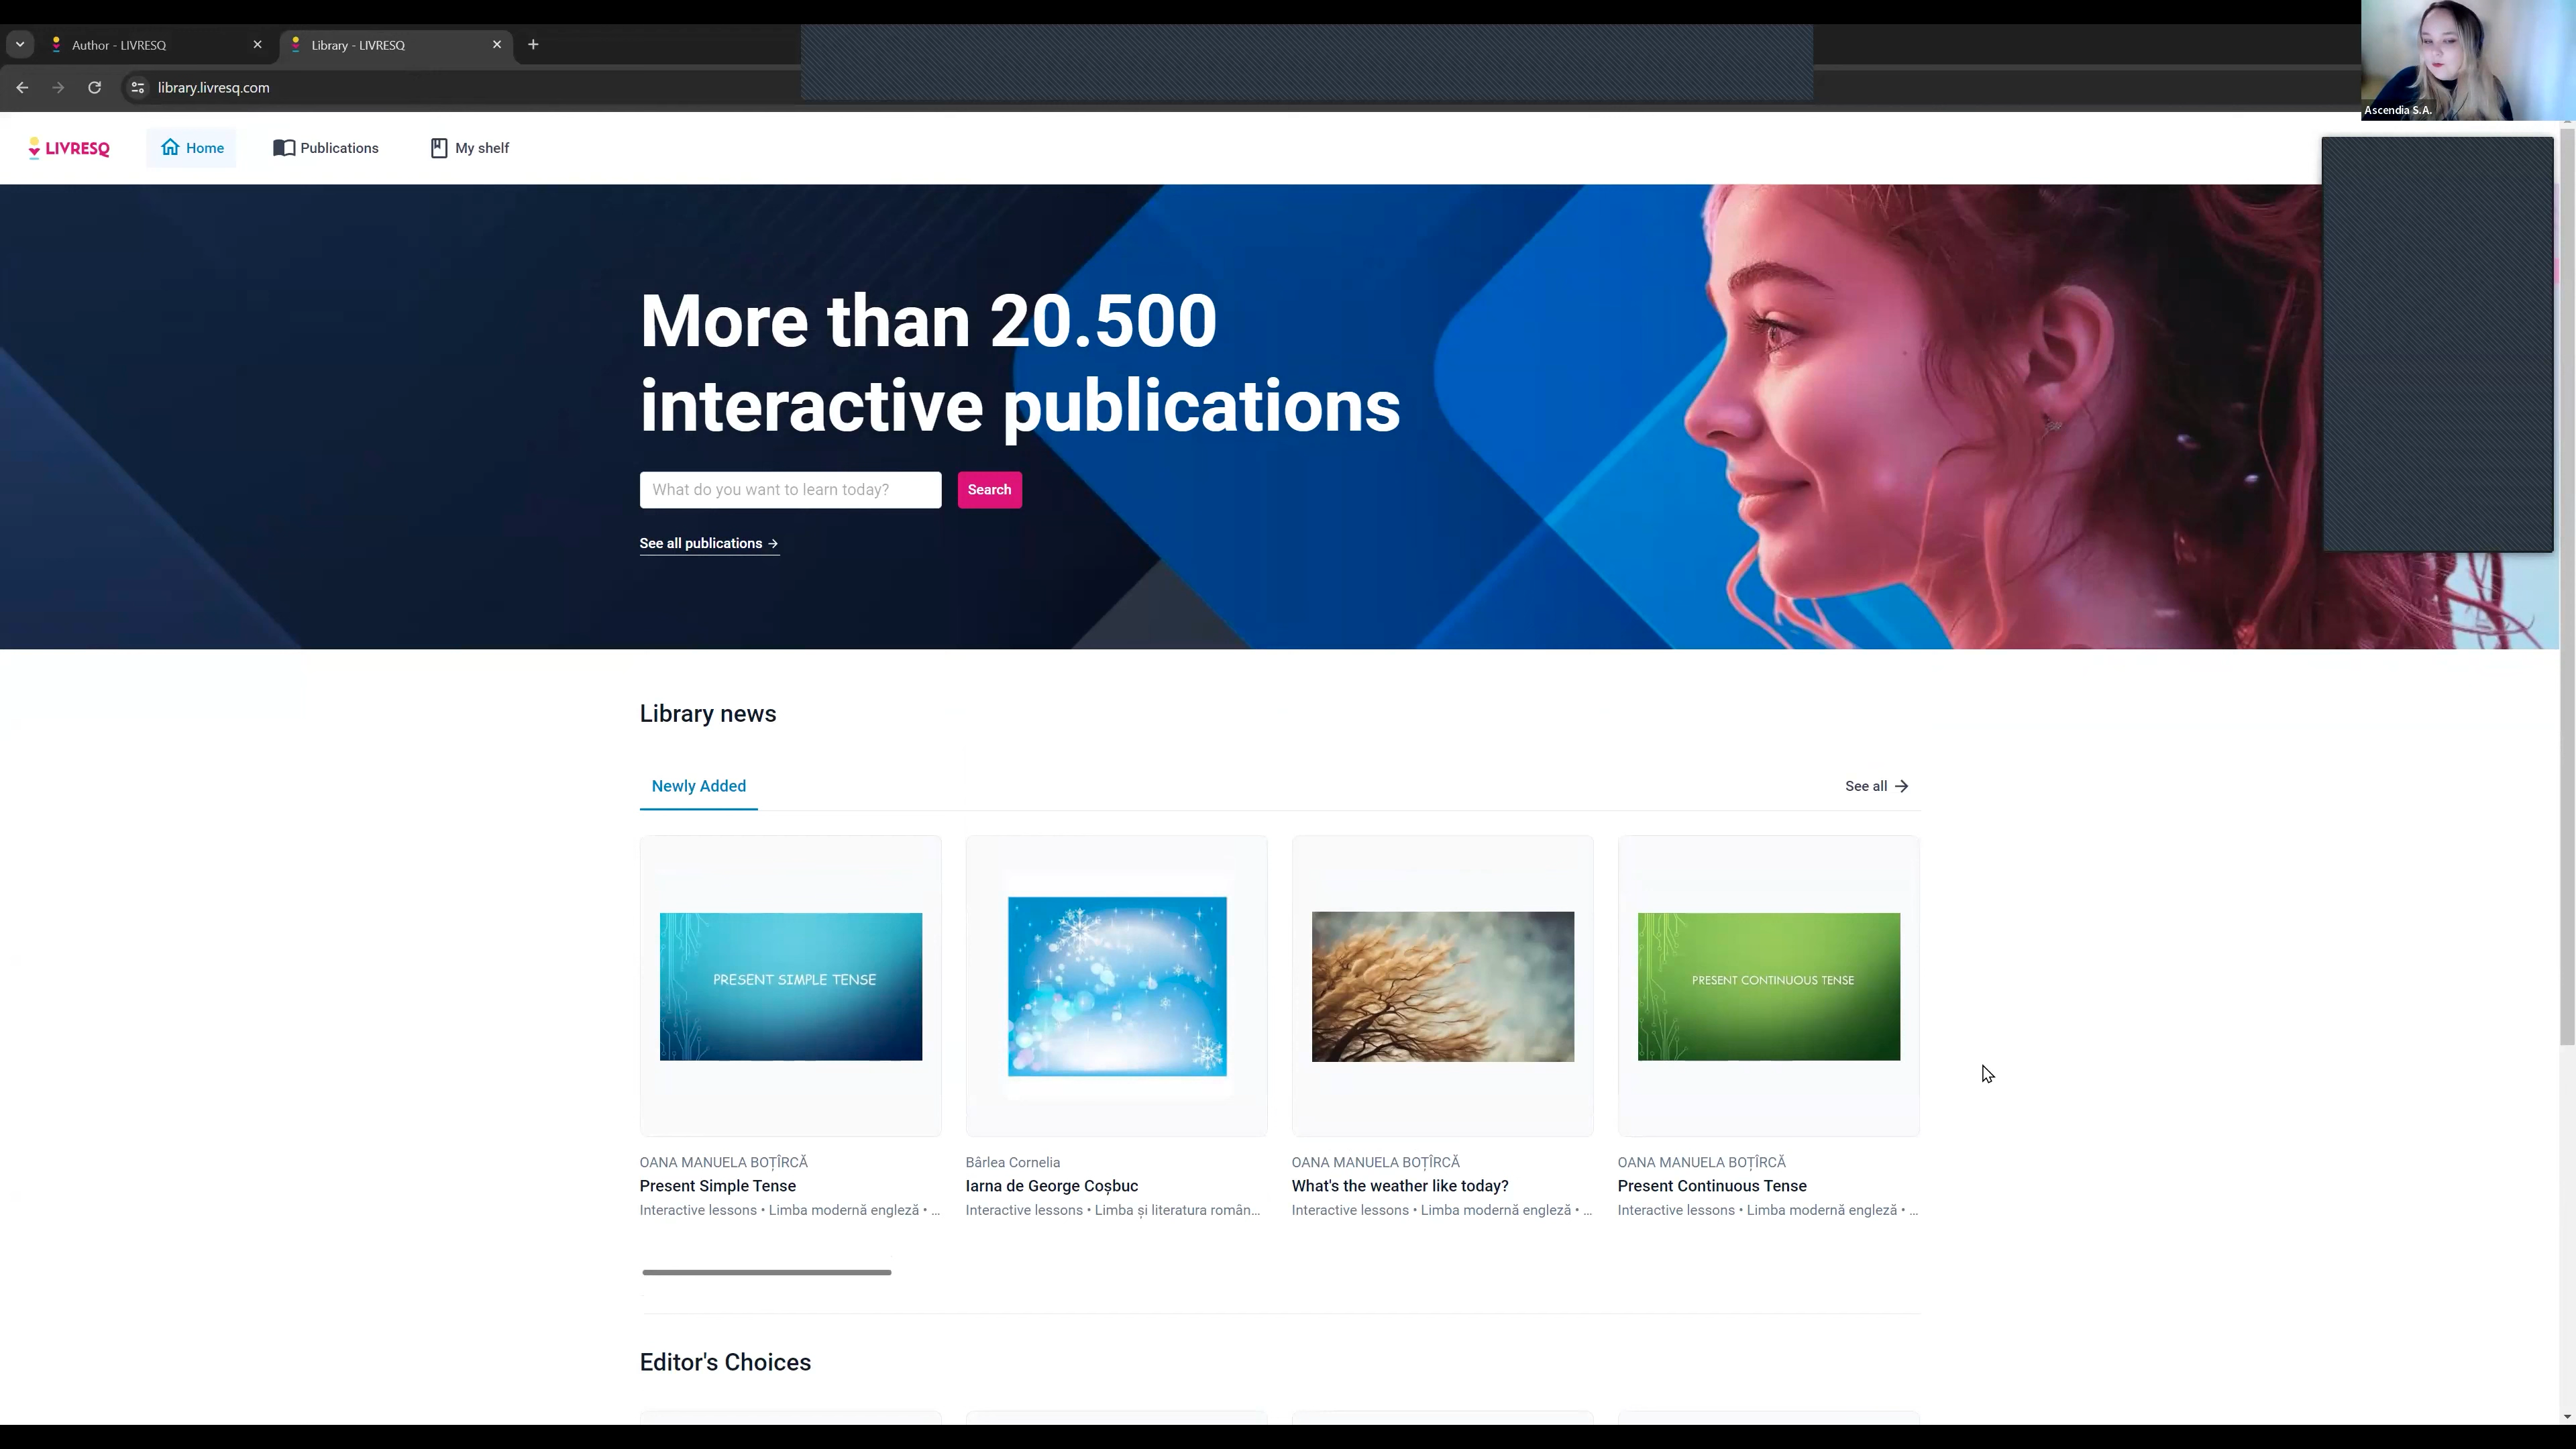 Author - LIVRESQ
Library - LIVRESQ
library.livresq.com
Ascendia S.A.
LIVRESQ
Home
Publications
My shelf
More than 20.500
interactive publications
What do you want to learn today?
Search
See all publications →
Library news
Newly Added
See all →
PRESENT SIMPLE TENSE
PRESENT CONTINUOUS TENSE
OANA MANUELA BOȚÎRCĂ
Present Simple Tense
Interactive lessons • Limba modernă engleză • ...
Bârlea Cornelia
Iarna de George Coșbuc
Interactive lessons • Limba și literatura român...
OANA MANUELA BOȚÎRCĂ
What's the weather like today?
Interactive lessons • Limba modernă engleză • ...
OANA MANUELA BOȚÎRCĂ
Present Continuous Tense
Interactive lessons • Limba modernă engleză • ...
Editor's Choices